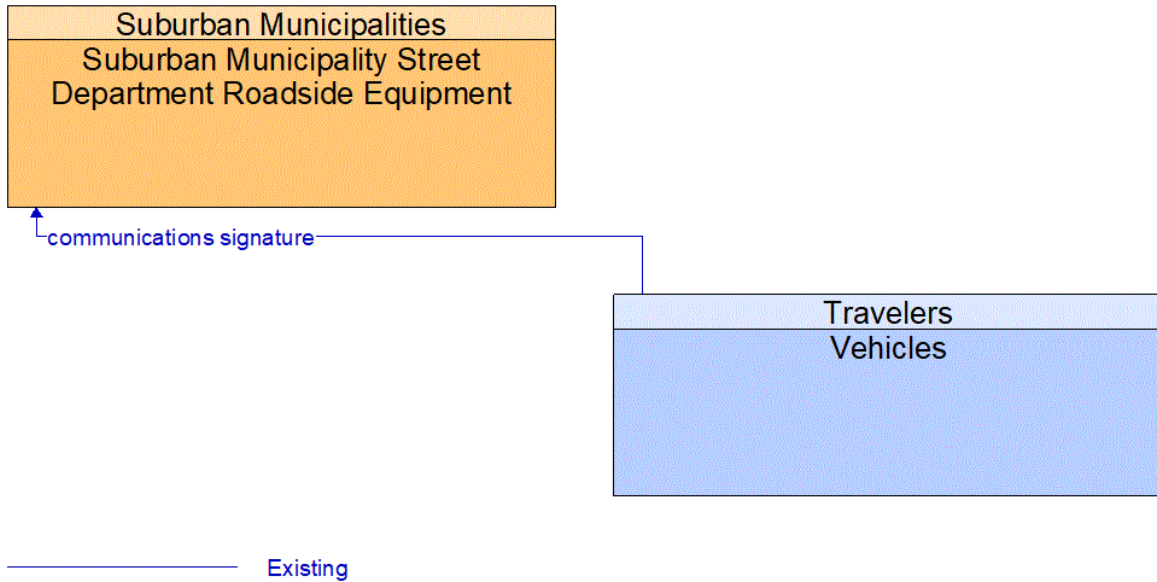 Suburban Municipalities
Suburban Municipality Street
Department Roadside Equipment
communications signature
Travelers
Vehicles
Existing